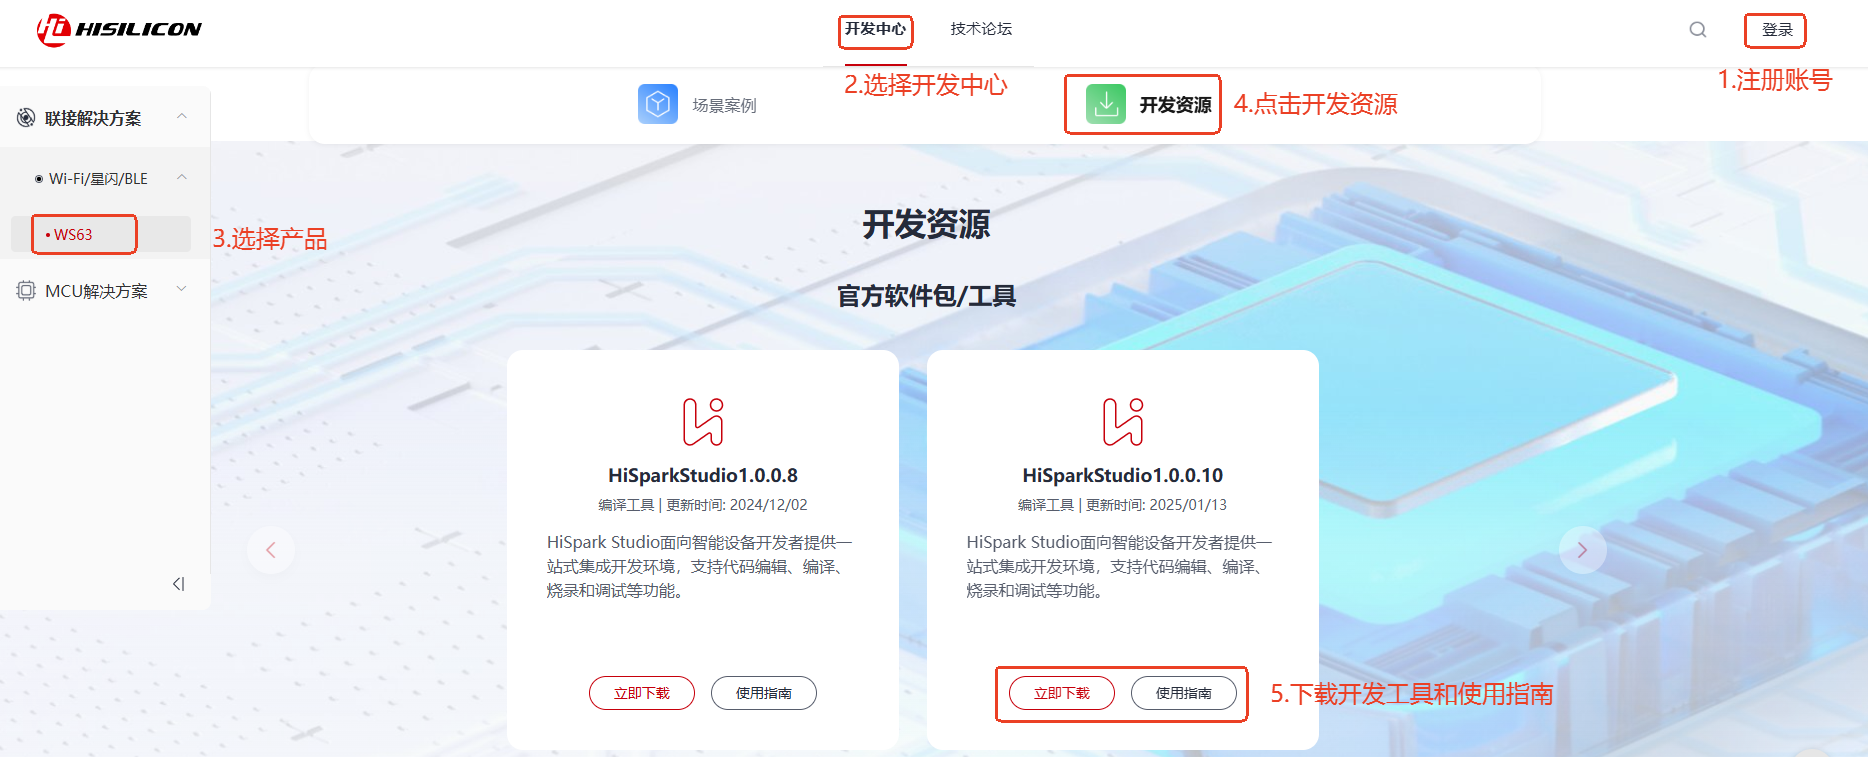 HISILICON
开发中心
技术论坛
登录
2.选择开发中心
1.注册账号
联接解决方案
场景案例
开发资源
4.点击开发资源
Wi-Fi/星闪/BLE
WS63
3.选择产品
MCU解决方案
开发资源
官方软件包/工具
HiSparkStudio1.0.0.8
编译工具 | 更新时间: 2024/12/02
HiSpark Studio面向智能设备开发者提供一
站式集成开发环境，支持代码编辑、编译、
烧录和调试等功能。
立即下载
使用指南
HiSparkStudio1.0.0.10
编译工具 | 更新时间: 2025/01/13
HiSpark Studio面向智能设备开发者提供一
站式集成开发环境，支持代码编辑、编译、
烧录和调试等功能。
立即下载
使用指南
5.下载开发工具和使用指南